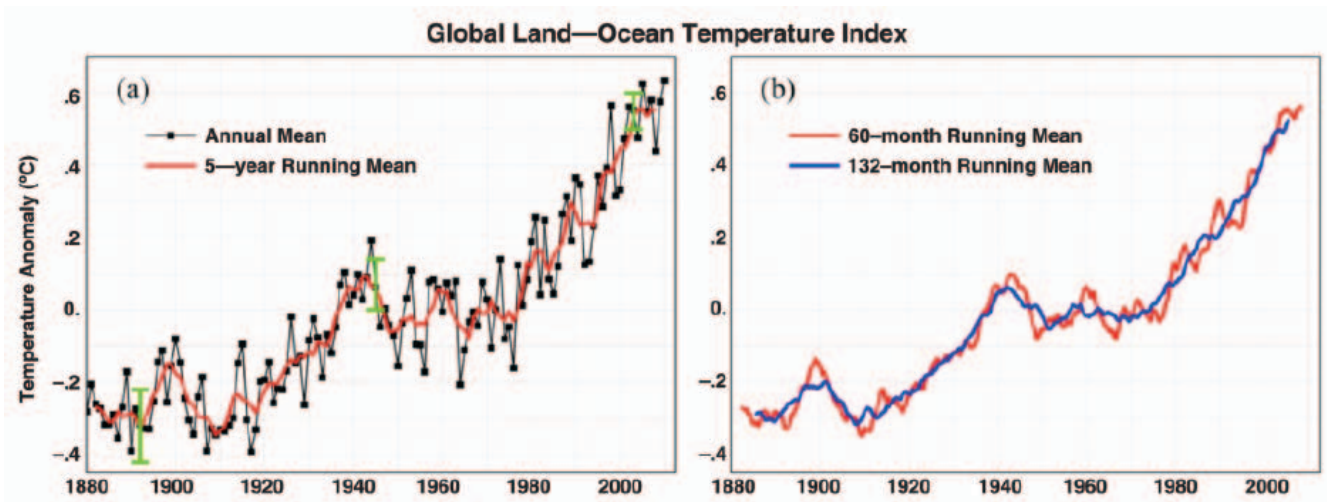 Global Land—Ocean Temperature Index
(a)
Annual Mean
5—year Running Mean
Temperature Anomaly (ºC)
.6
.4
.2
0.
−.2
−.4
1880 1900 1920 1940 1960 1980 2000
(b)
60−month Running Mean
132−month Running Mean
.6
.4
.2
0.
−.2
−.4
1880 1900 1920 1940 1960 1980 2000